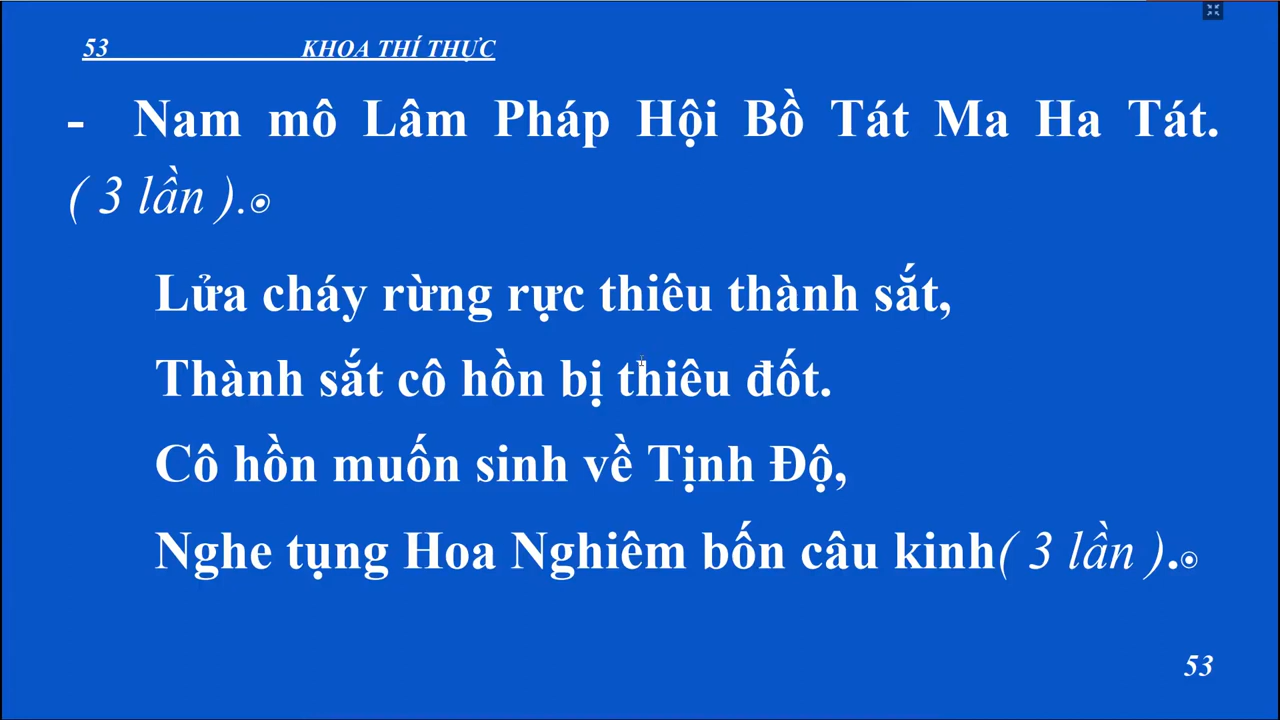 53 KHOA THÍ THỰC
- Nam mô Lâm Pháp Hội Bồ Tát Ma Ha Tát.
( 3 lần ).
Lửa cháy rừng rực thiêu thành sắt,
Thành sắt cô hồn bị thiêu đốt.
Cô hồn muốn sinh về Tịnh Độ,
Nghe tụng Hoa Nghiêm bốn câu kinh( 3 lần ).
53